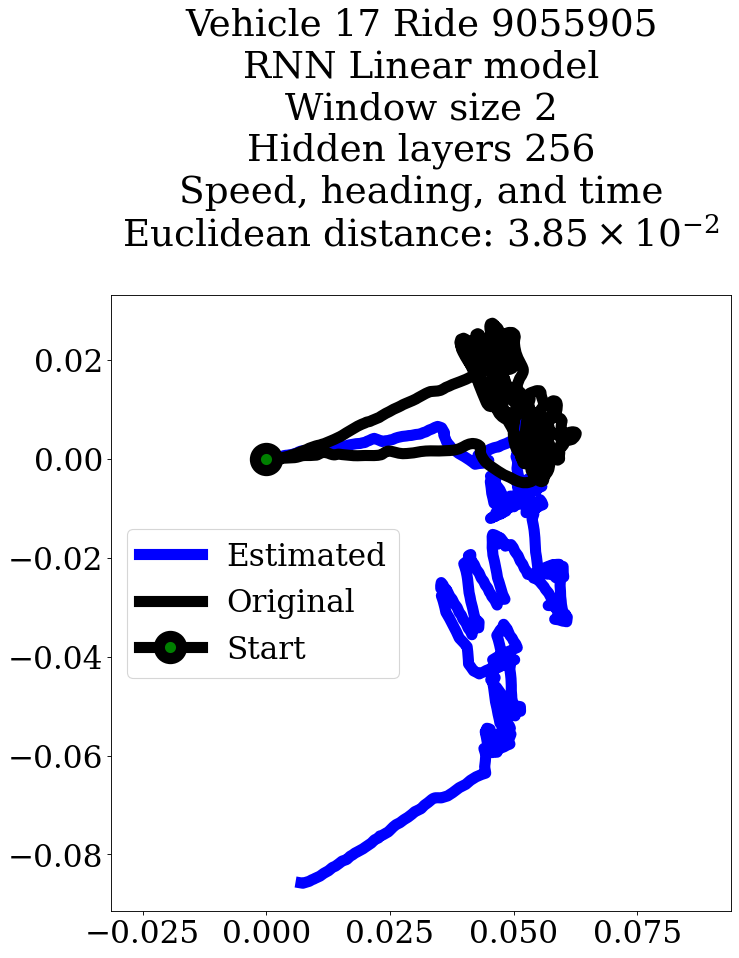 Vehicle 17 Ride 9055905
RNN Linear model
Window size 2
Hidden layers 256
Speed, heading, and time
Euclidean distance: 3.85 × 10⁻²
0.02
0.00
−0.02
−0.04
−0.06
−0.08
Estimated
Original
Start
−0.025 0.000 0.025 0.050 0.075